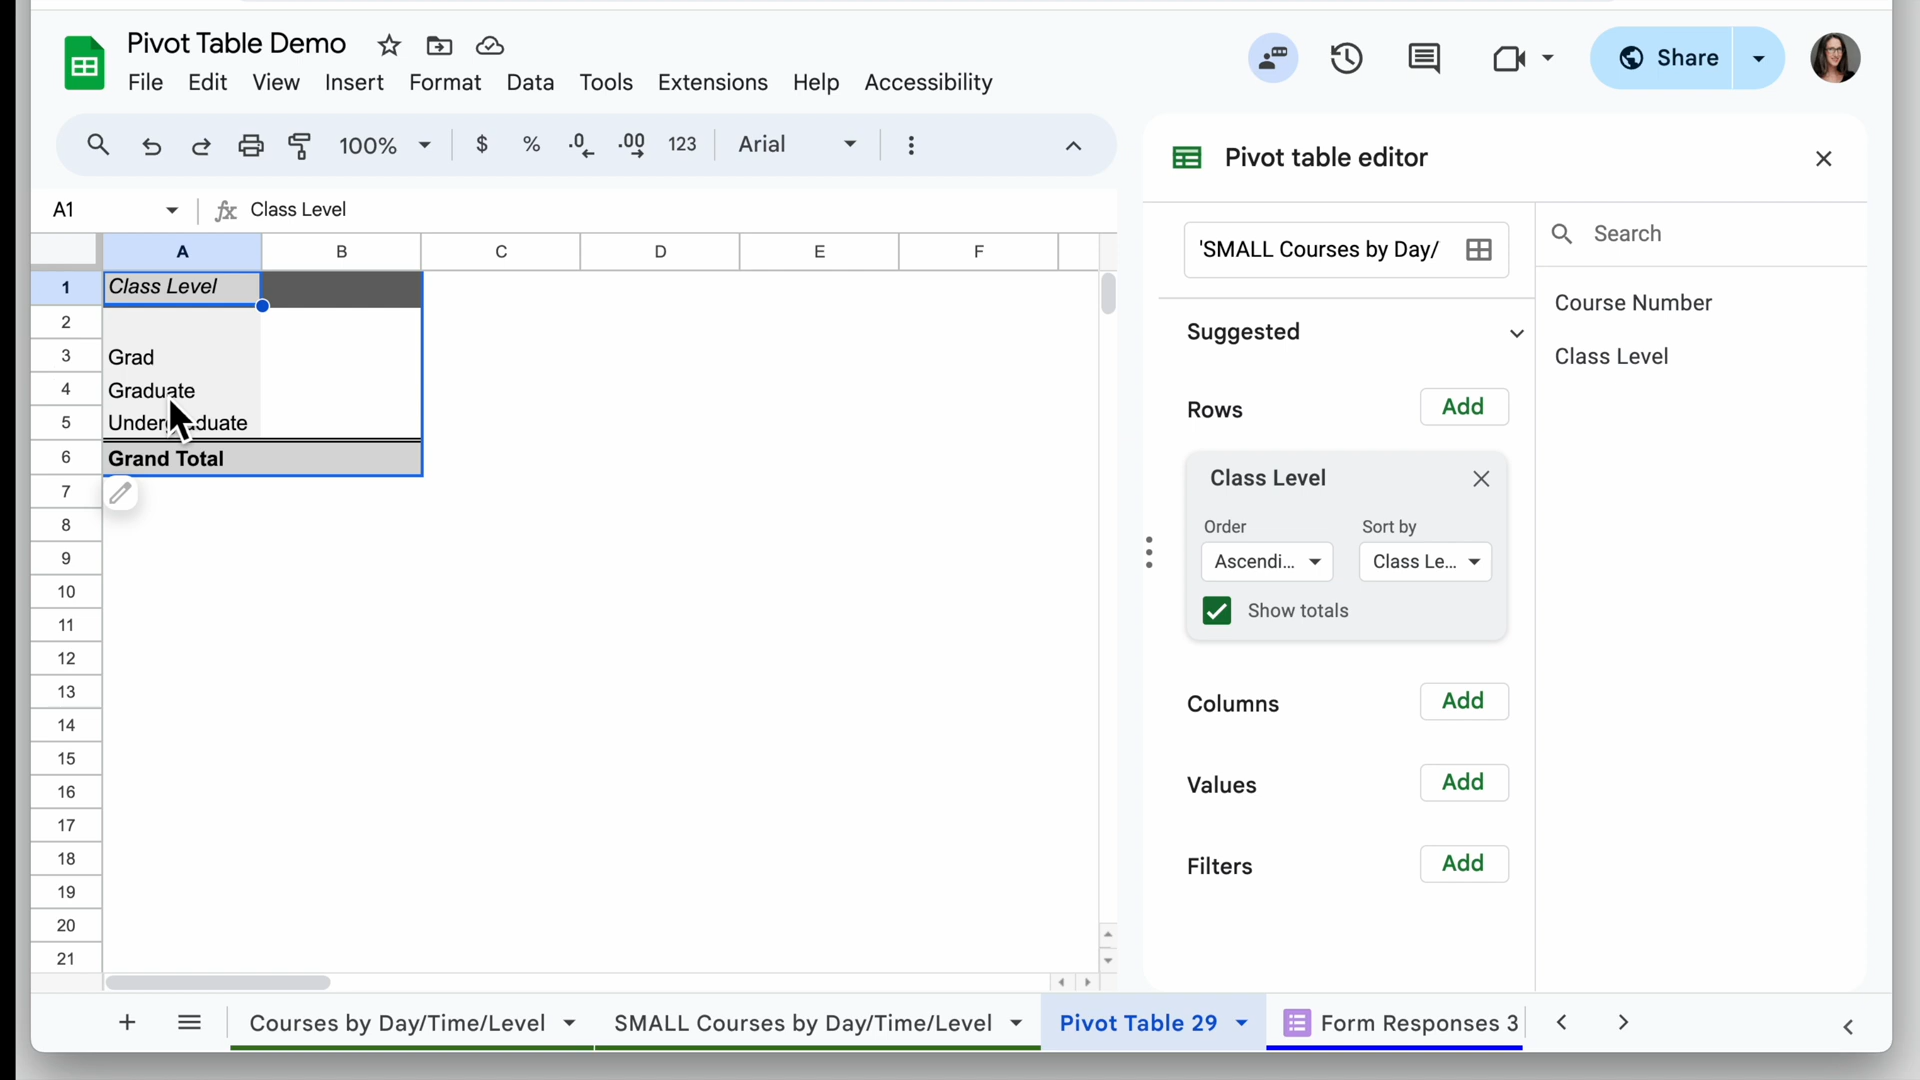 Pivot Table Demo
File Edit View Insert Format Data Tools Extensions Help Accessibility
Share
100% $ % .0 .00 123 Arial
A1 fx Class Level
A B C D E F
1 Class Level
2
3 Grad
4 Graduate
5 Undergraduate
6 Grand Total
7
8
9
10
11
12
13
14
15
16
17
18
19
20
21
Pivot table editor
'SMALL Courses by Day/
Suggested
Rows Add
Class Level
Order Sort by
Ascendi... Class Le...
Show totals
Columns Add
Values Add
Filters Add
Search
Course Number
Class Level
Courses by Day/Time/Level SMALL Courses by Day/Time/Level Pivot Table 29 Form Responses 3